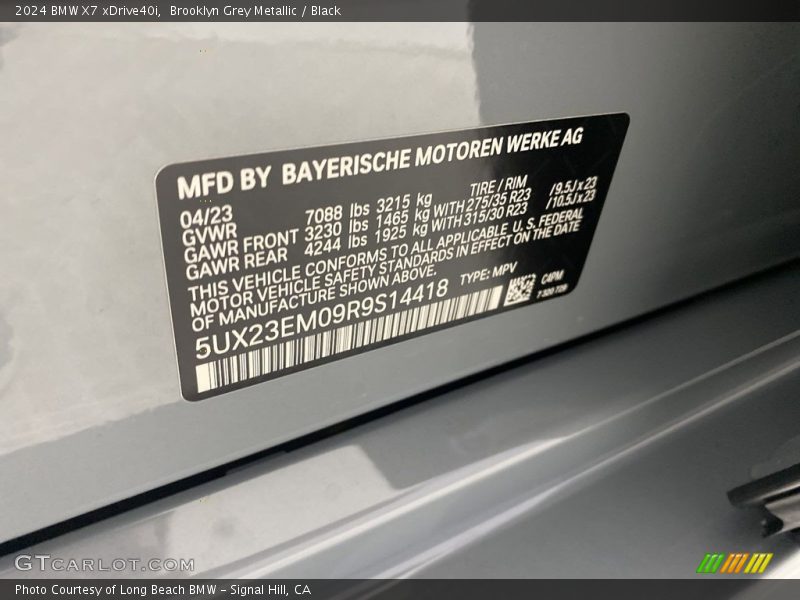 2024 BMW X7 xDrive40i, Brooklyn Grey Metallic / Black
MFD BY BAYERISCHE MOTOREN WERKE AG
04/23 TIRE / RIM
GVWR 7088 lbs 3215 kg
GAWR FRONT 3230 lbs 1465 kg WITH 275/35 R23 /9.5J x 23
GAWR REAR 4244 lbs 1925 kg WITH 315/30 R23 /10.5J x 23
THIS VEHICLE CONFORMS TO ALL APPLICABLE U.S. FEDERAL
MOTOR VEHICLE SAFETY STANDARDS IN EFFECT ON THE DATE
OF MANUFACTURE SHOWN ABOVE.
5UX23EM09R9S14418 TYPE: MPV
C4PM
7 320 709
GTCARLOT.COM
Photo Courtesy of Long Beach BMW - Signal Hill, CA